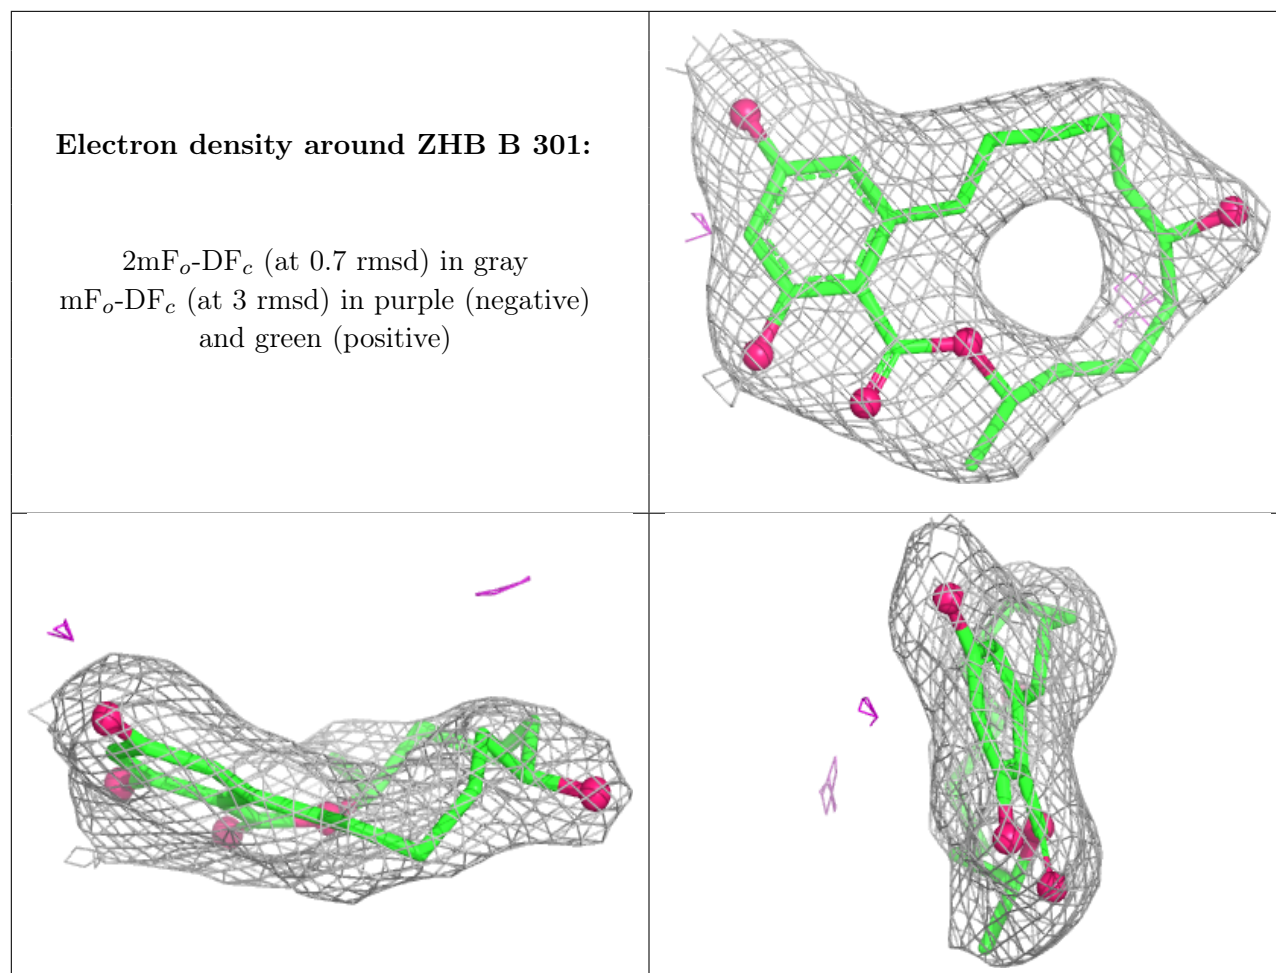 Electron density around ZHB B 301:
2mFo-DFc (at 0.7 rmsd) in gray
mFo-DFc (at 3 rmsd) in purple (negative)
and green (positive)